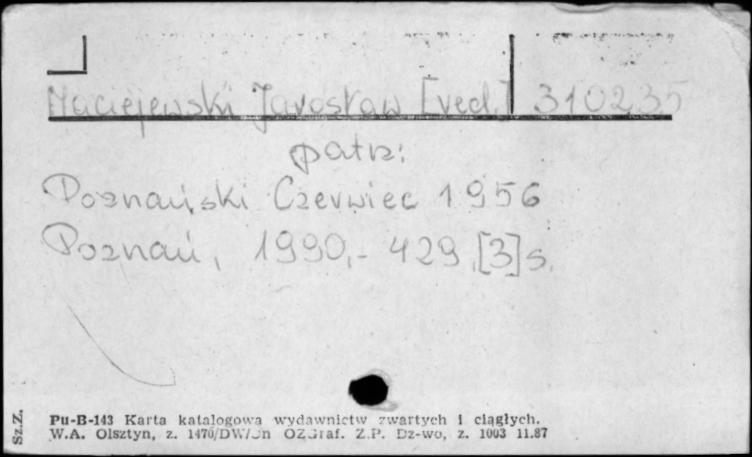 Maciejewski Jarosław [red.] 310235
patrz:
Poznański Czerwiec 1956
Poznań, 1990,- 429,[3]s.
Pu-B-143 Karta katalogowa wydawnictw zwartych i ciągłych.
W.A. Olsztyn, z. 1470/DW/Jn OZGraf. Z.P. Dz-wo, z. 1003 11.87
Sz.Z.